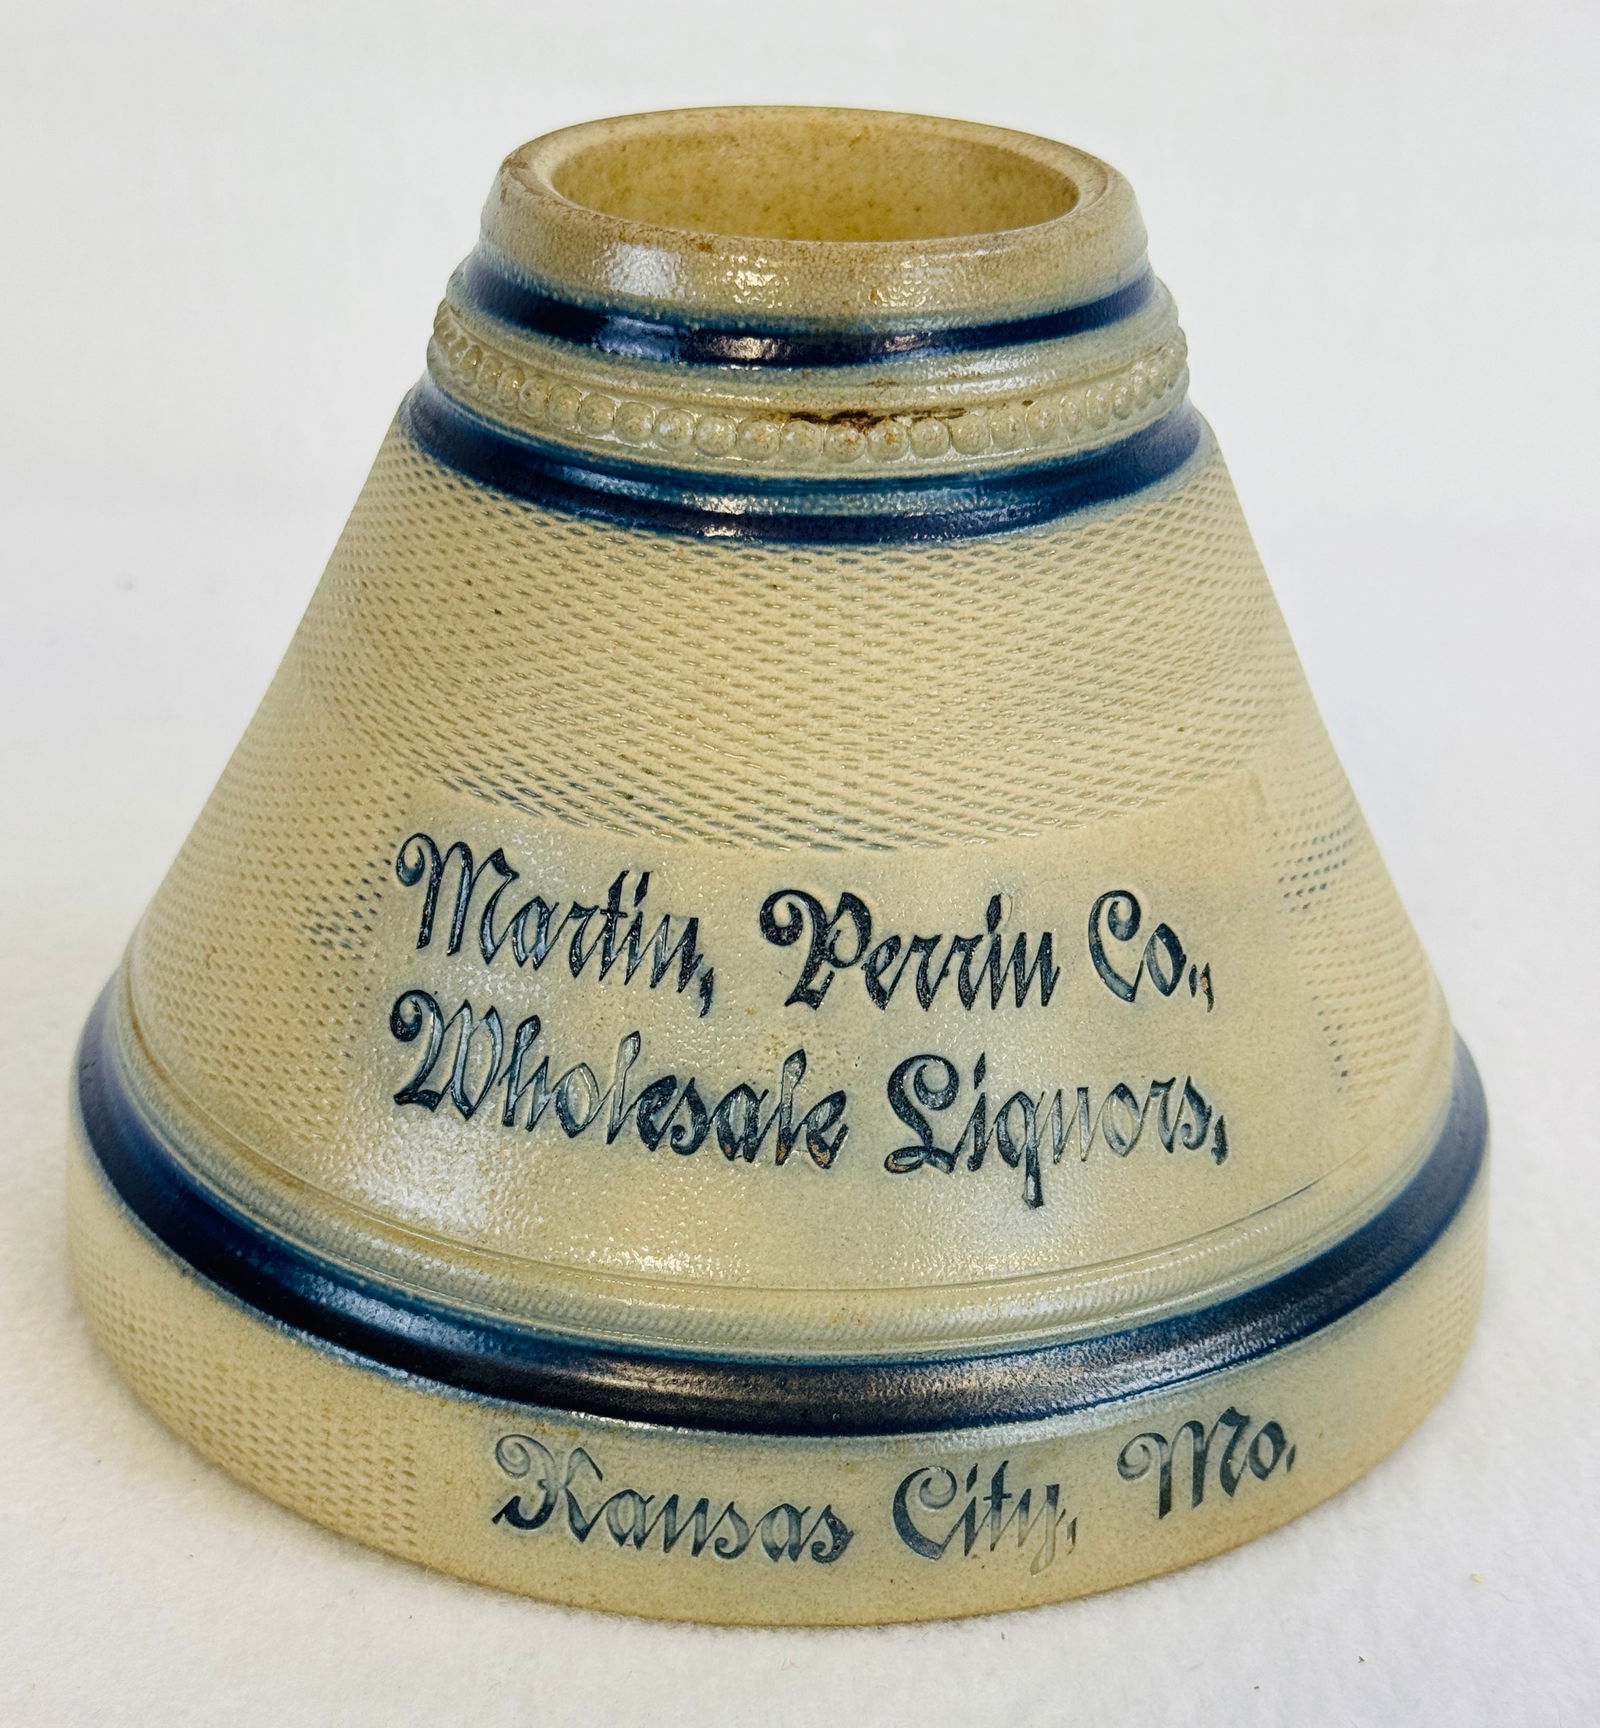 Martin, Perrin Co.,
Wholesale Liquors,
Kansas City, Mo.